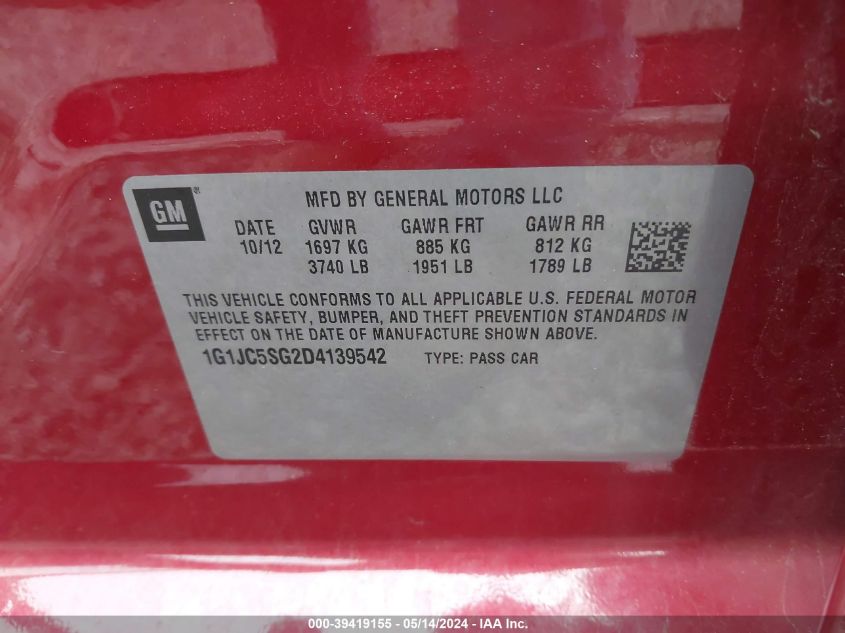 GM®
MFD BY GENERAL MOTORS LLC
DATE GVWR GAWR FRT GAWR RR
10/12 1697 KG 885 KG 812 KG
3740 LB 1951 LB 1789 LB
THIS VEHICLE CONFORMS TO ALL APPLICABLE U.S. FEDERAL MOTOR
VEHICLE SAFETY, BUMPER, AND THEFT PREVENTION STANDARDS IN
EFFECT ON THE DATE OF MANUFACTURE SHOWN ABOVE.
1G1JC5SG2D4139542 TYPE: PASS CAR
000-39419155 - 05/14/2024 - IAA Inc.